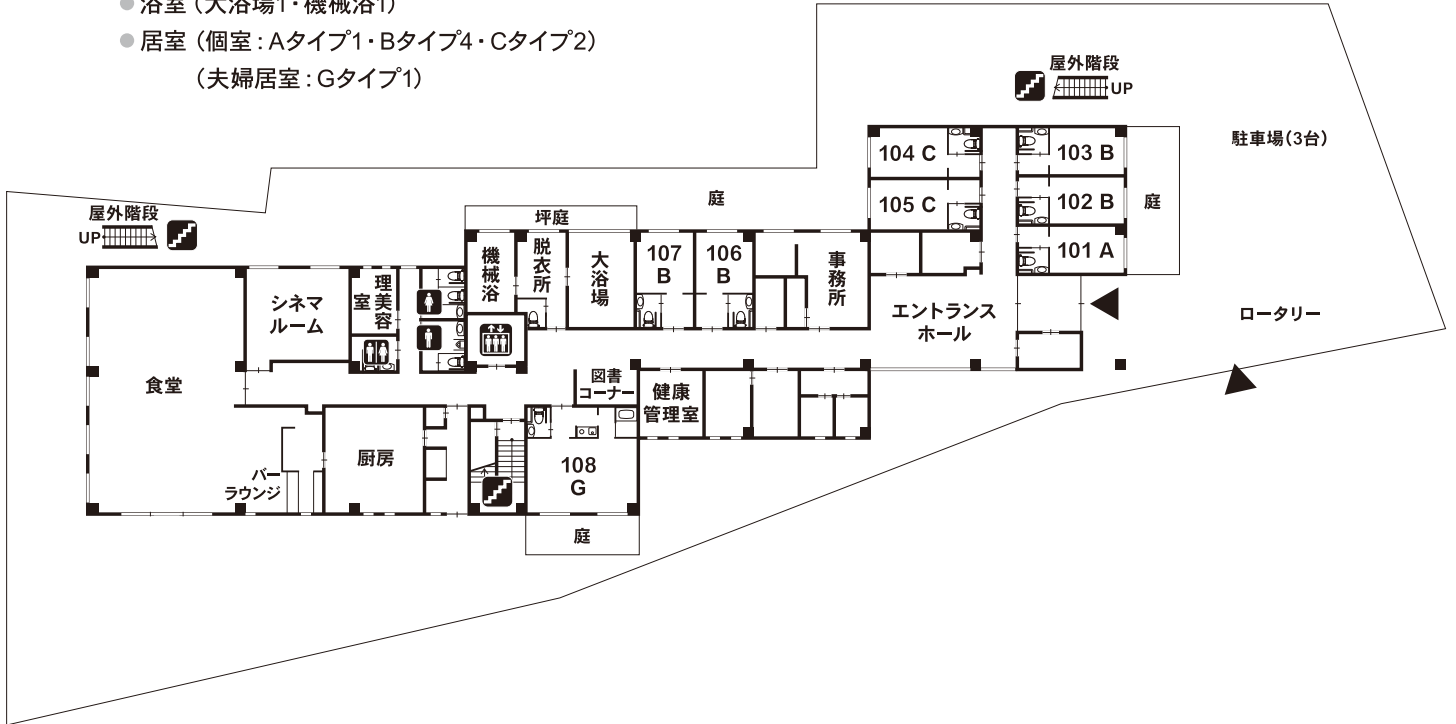 ●浴室（大浴場1・機械浴1）
●居室（個室：Aタイプ1・Bタイプ4・Cタイプ2）
（夫婦居室：Gタイプ1）
屋外階段
UP
駐車場(3台)
104 C
103 B
105 C
102 B
庭
101 A
庭
屋外階段
UP
坪庭
機械浴
脱衣所
大浴場
107
B
106
B
事務所
エントランス
ホール
ロータリー
シネマ
ルーム
理美容
室
食堂
図書
コーナー
健康
管理室
厨房
バー
ラウンジ
108
G
庭